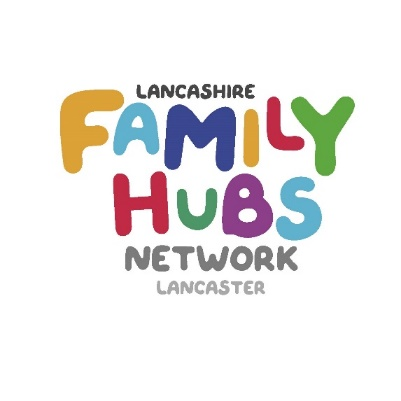 LANCASHIRE
FAMILY
HUBS
NETWORK
LANCASTER